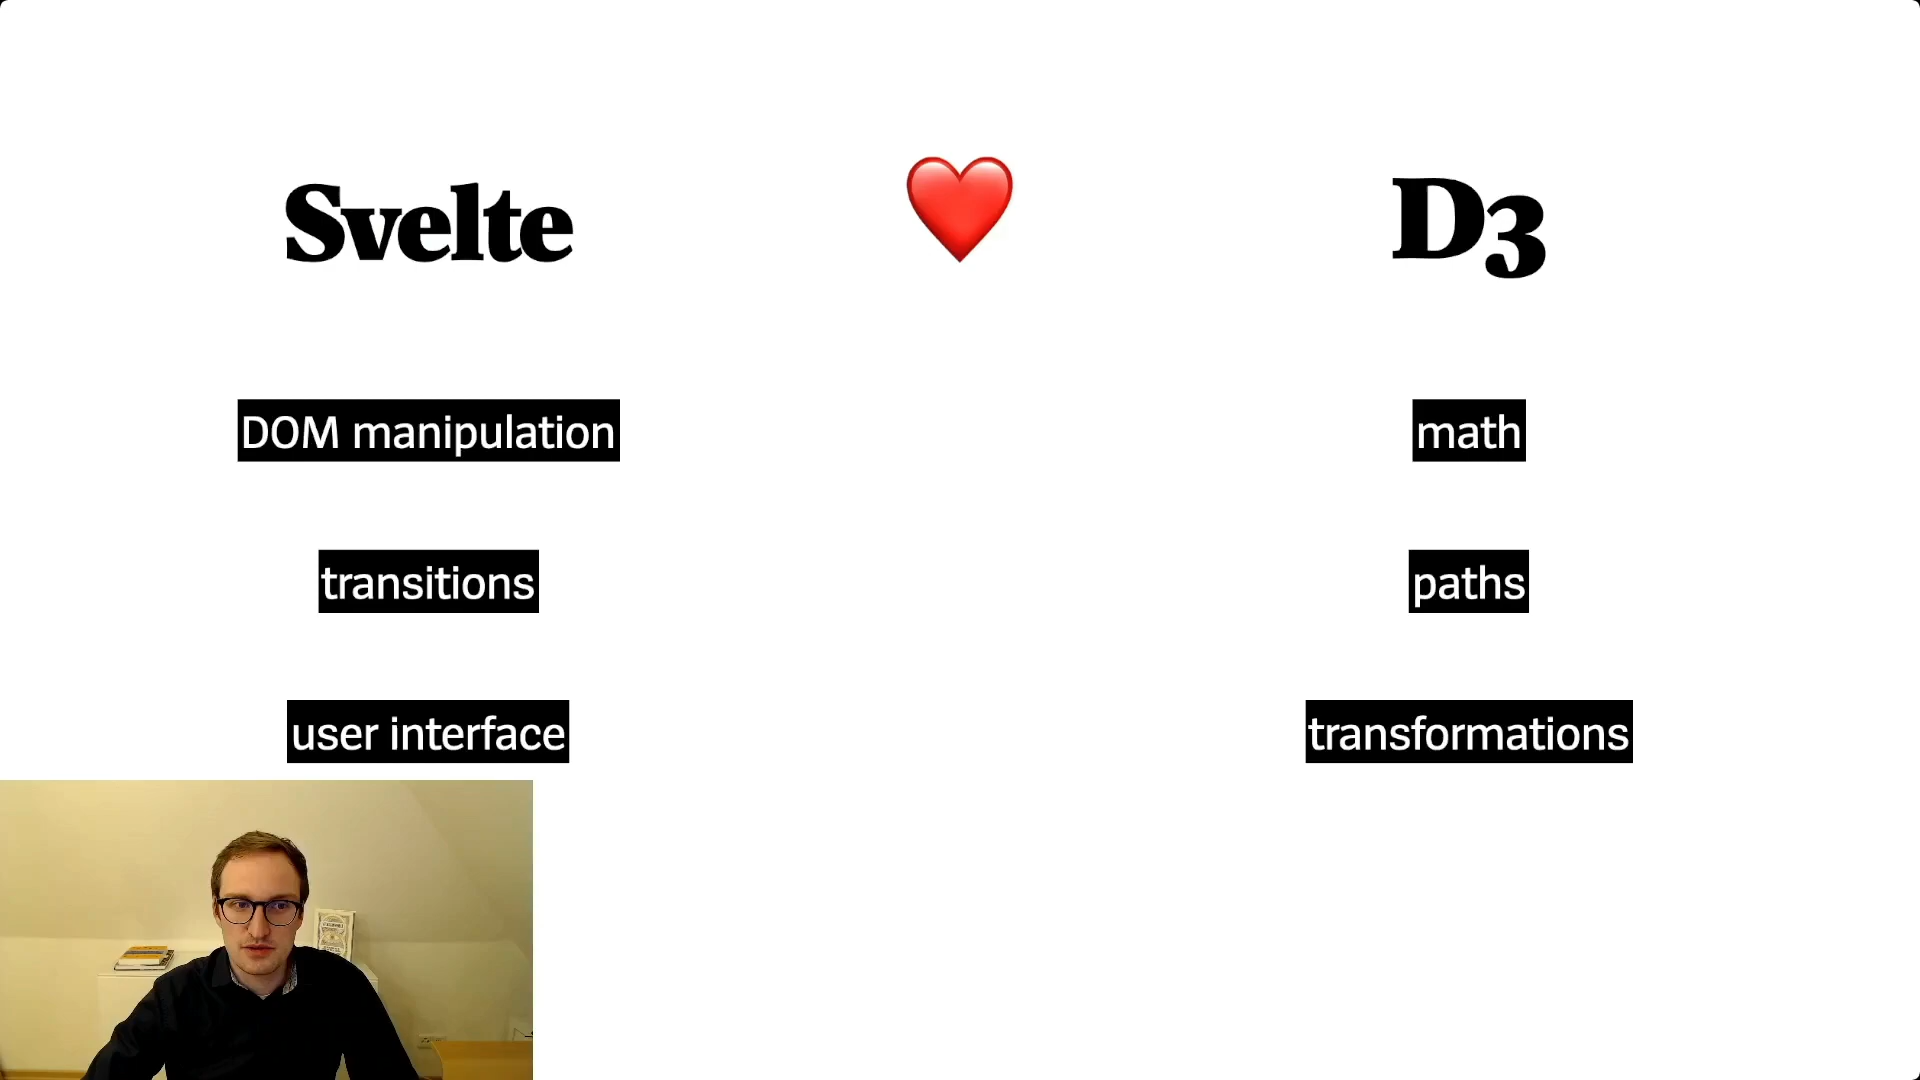 Svelte ❤️ D3
DOM manipulation
math
transitions
paths
user interface
transformations